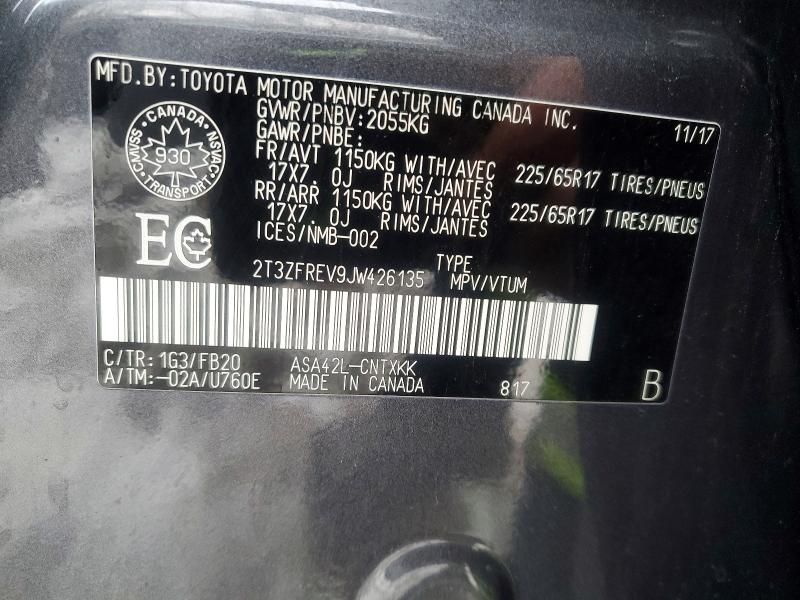 MFD.BY:TOYOTA MOTOR MANUFACTURING CANADA INC.
GVWR/PNBV:2055KG 11/17
GAWR/PNBE:
FR/AVT 1150KG WITH/AVEC 225/65R17 TIRES/PNEUS
17X7. 0J RIMS/JANTES
RR/ARR 1150KG WITH/AVEC 225/65R17 TIRES/PNEUS
17X7. 0J RIMS/JANTES
ICES/NMB-002
CANADA
CMVSS 930 NSVAC
TRANSPORT
EC
2T3ZFREV9JW426135 TYPE
MPV/VTUM
C/TR: 1G3/FB20 ASA42L-CNTXKK
A/TM:-02A/U760E MADE IN CANADA 817 B